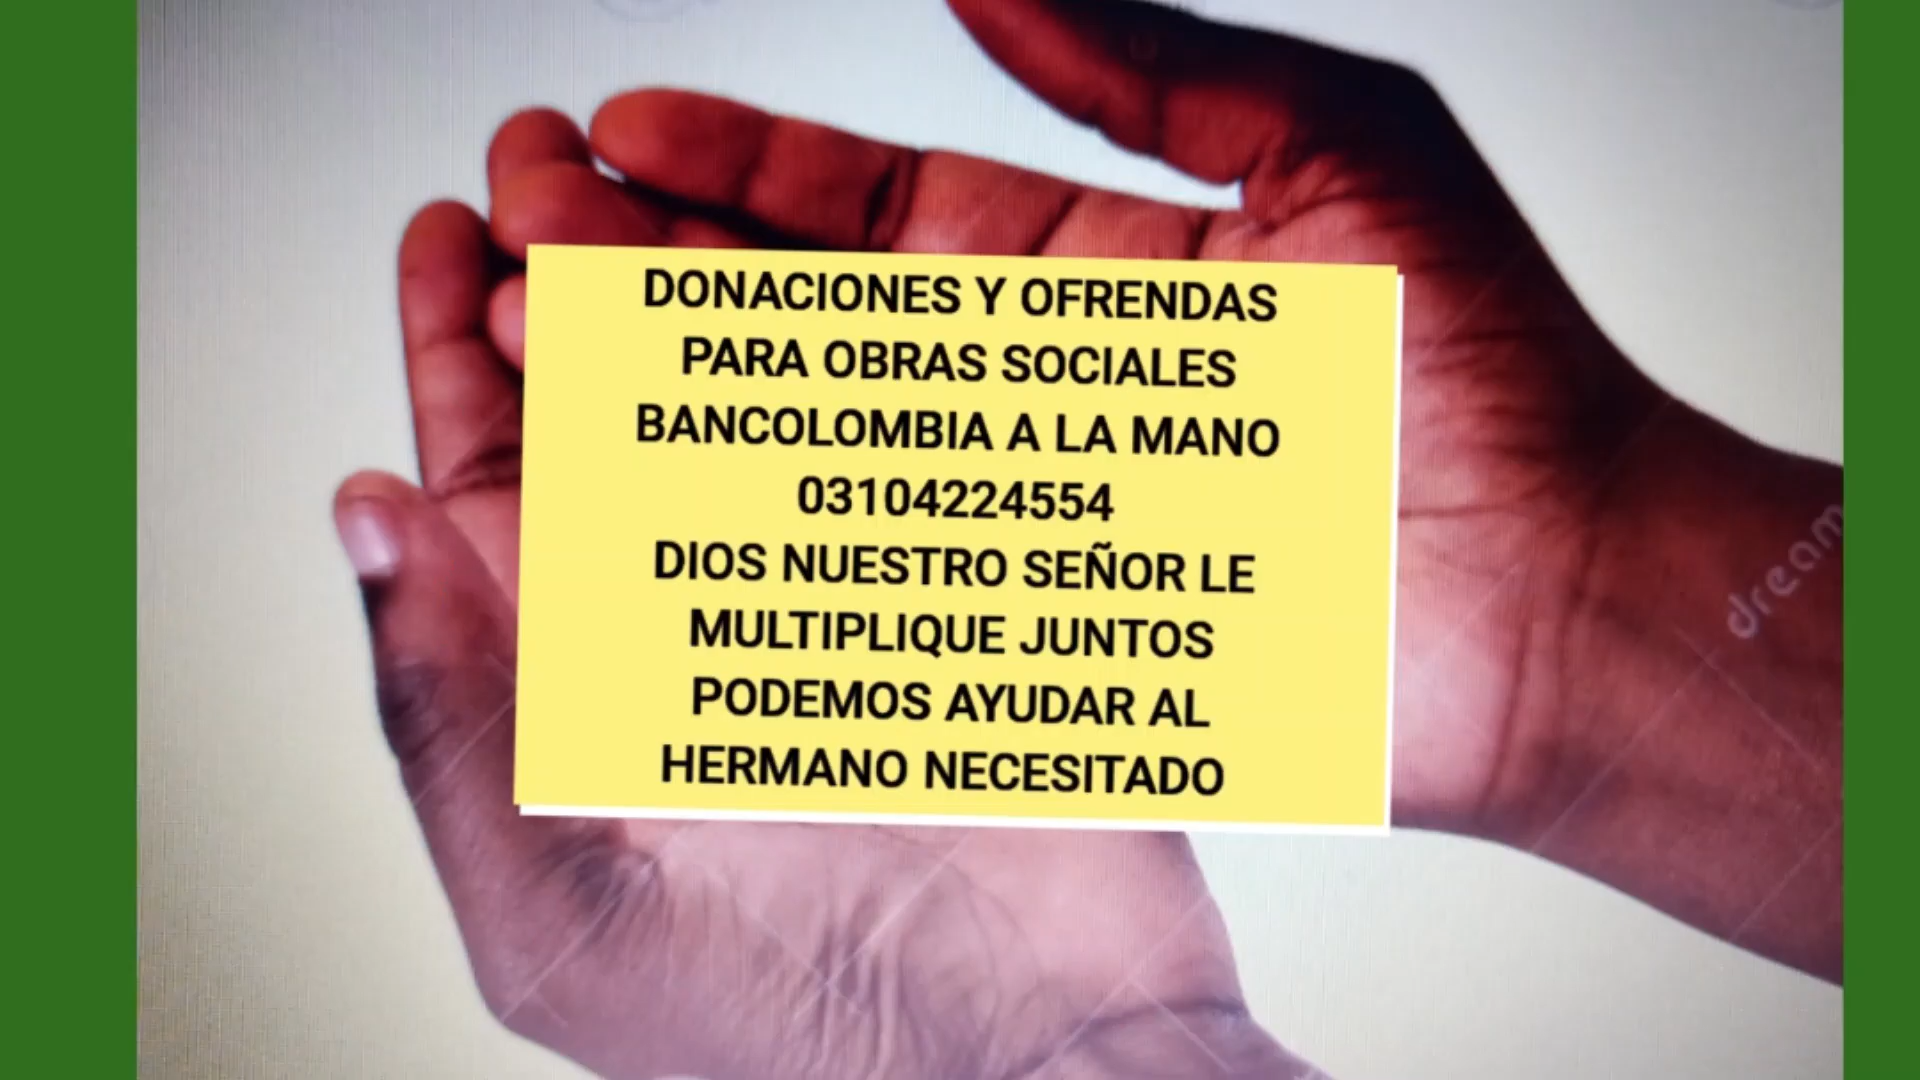 DONACIONES Y OFRENDAS
PARA OBRAS SOCIALES
BANCOLOMBIA A LA MANO
03104224554
DIOS NUESTRO SEÑOR LE
MULTIPLIQUE JUNTOS
PODEMOS AYUDAR AL
HERMANO NECESITADO
dream